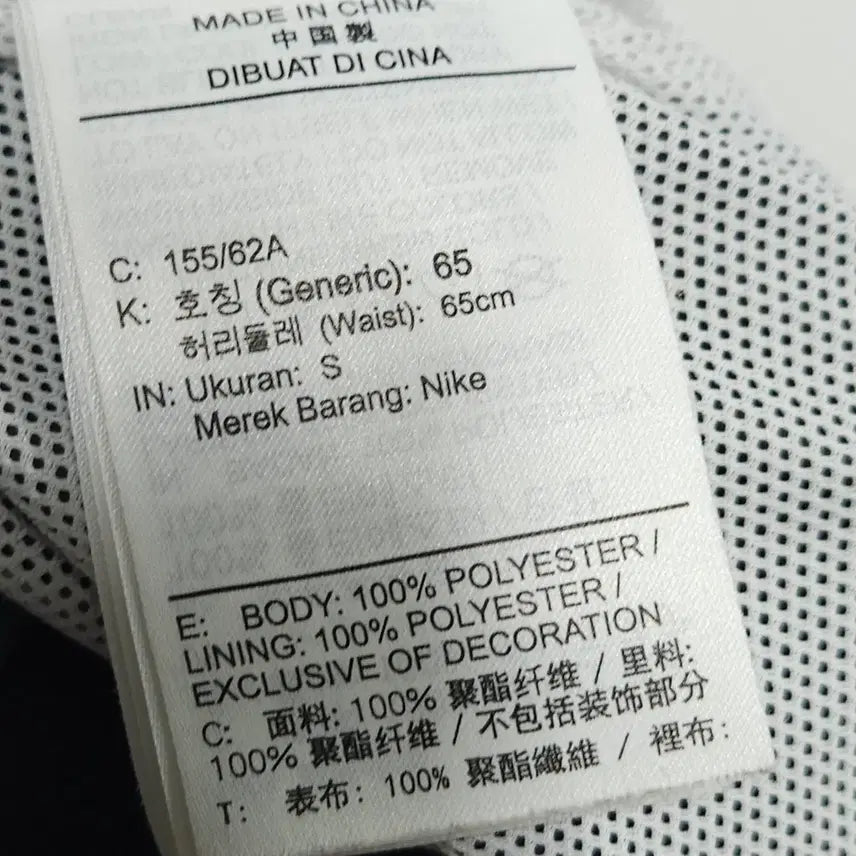 MADE IN CHINA
中国製
DIBUAT DI CINA
C: 155/62A
K: 호칭 (Generic): 65
허리둘레 (Waist): 65cm
IN: Ukuran: S
Merek Barang: Nike
E: BODY: 100% POLYESTER /
LINING: 100% POLYESTER /
EXCLUSIVE OF DECORATION
C: 面料: 100% 聚酯纤维 / 里料:
100% 聚酯纤维 / 不包括装饰部分
T: 表布: 100% 聚酯纖維 / 裡布: